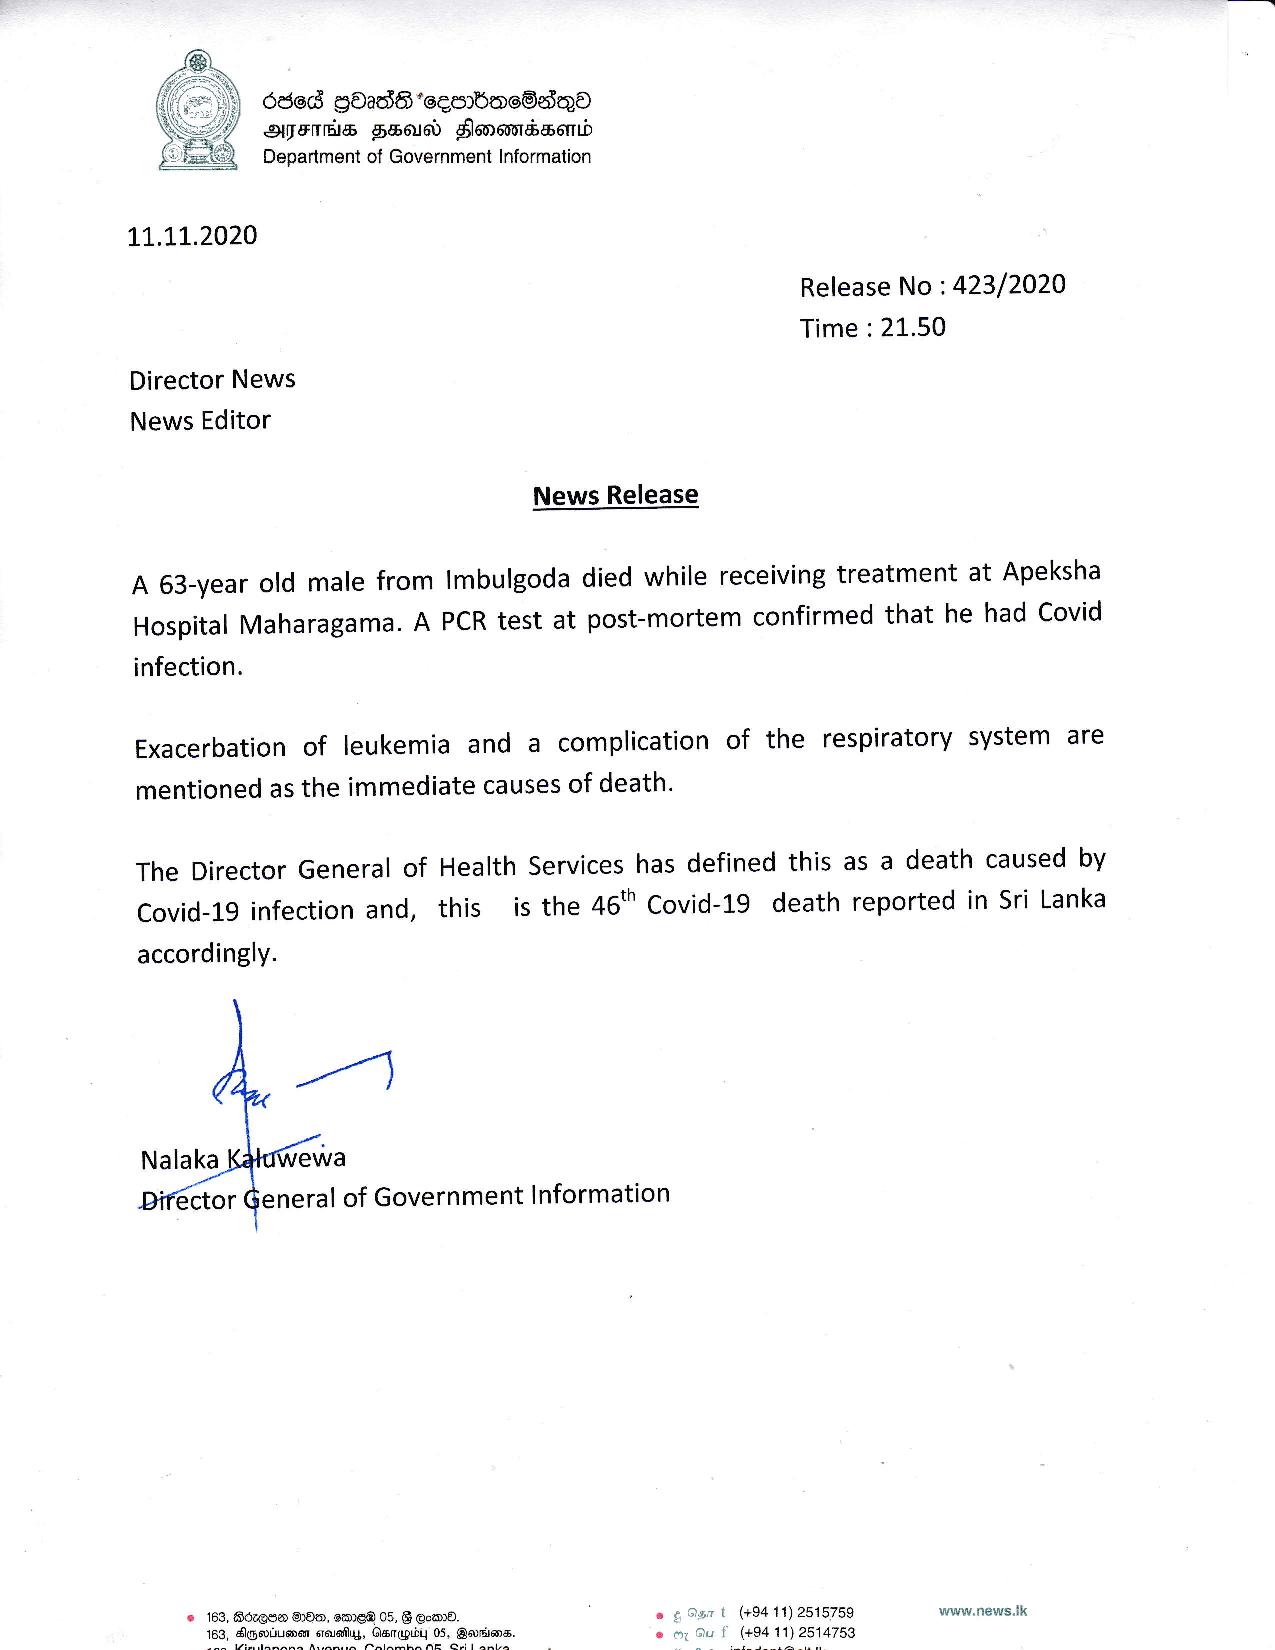 රජයේ ප්‍රවෘත්ති දෙපාර්තමේන්තුව
அரசாங்க தகவல் திணைக்களம்
Department of Government Information
11.11.2020
Release No : 423/2020
Time : 21.50
Director News
News Editor
News Release
A 63-year old male from Imbulgoda died while receiving treatment at Apeksha
Hospital Maharagama. A PCR test at post-mortem confirmed that he had Covid
infection.
Exacerbation of leukemia and a complication of the respiratory system are
mentioned as the immediate causes of death.
The Director General of Health Services has defined this as a death caused by
Covid-19 infection and, this is the 46th Covid-19 death reported in Sri Lanka
accordingly.
Nalaka Kaluwewa
Director General of Government Information
163, කිරුලපන මාවත, කොළඹ 05, ශ්‍රී ලංකාව.
163, கிருலப்பனை எவனியூ, கொழும்பு 05, இலங்கை.
Kirulapona Avenue, Colombo 05, Sri Lanka
දු தொ t (+94 11) 2515759
ෆැ பெ f (+94 11) 2514753
www.news.lk